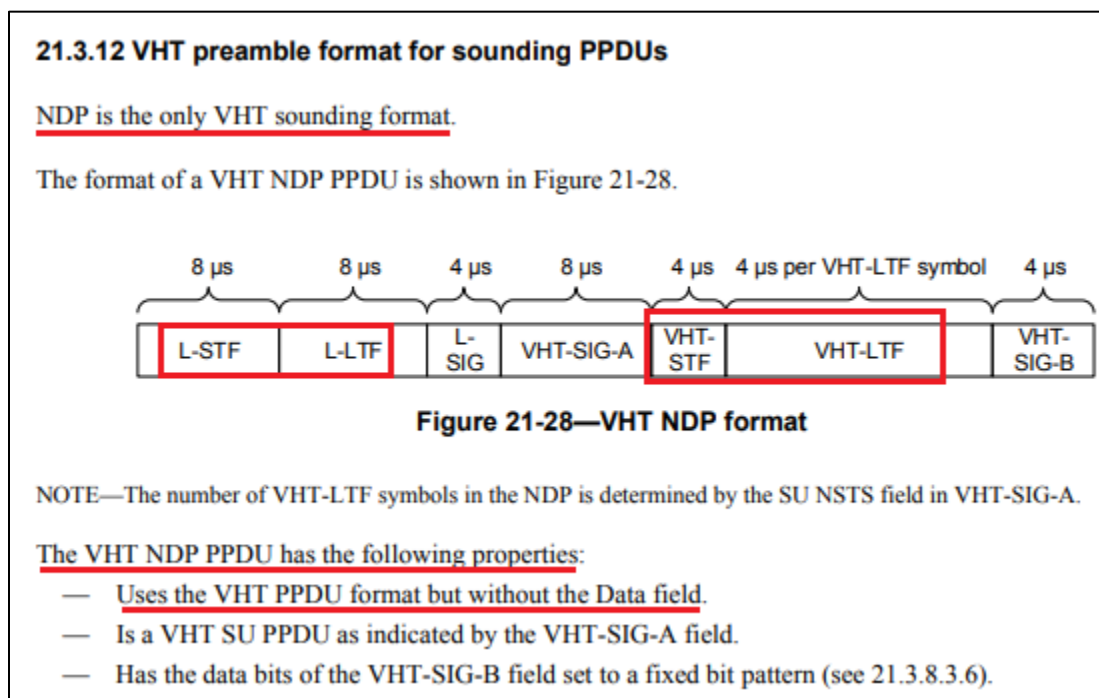 21.3.12 VHT preamble format for sounding PPDUs
NDP is the only VHT sounding format.
The format of a VHT NDP PPDU is shown in Figure 21-28.
8 µs 8 µs 4 µs 8 µs 4 µs 4 µs per VHT-LTF symbol 4 µs
L-STF L-LTF L-SIG VHT-SIG-A VHT-STF VHT-LTF VHT-SIG-B
Figure 21-28—VHT NDP format
NOTE—The number of VHT-LTF symbols in the NDP is determined by the SU NSTS field in VHT-SIG-A.
The VHT NDP PPDU has the following properties:
— Uses the VHT PPDU format but without the Data field.
— Is a VHT SU PPDU as indicated by the VHT-SIG-A field.
— Has the data bits of the VHT-SIG-B field set to a fixed bit pattern (see 21.3.8.3.6).